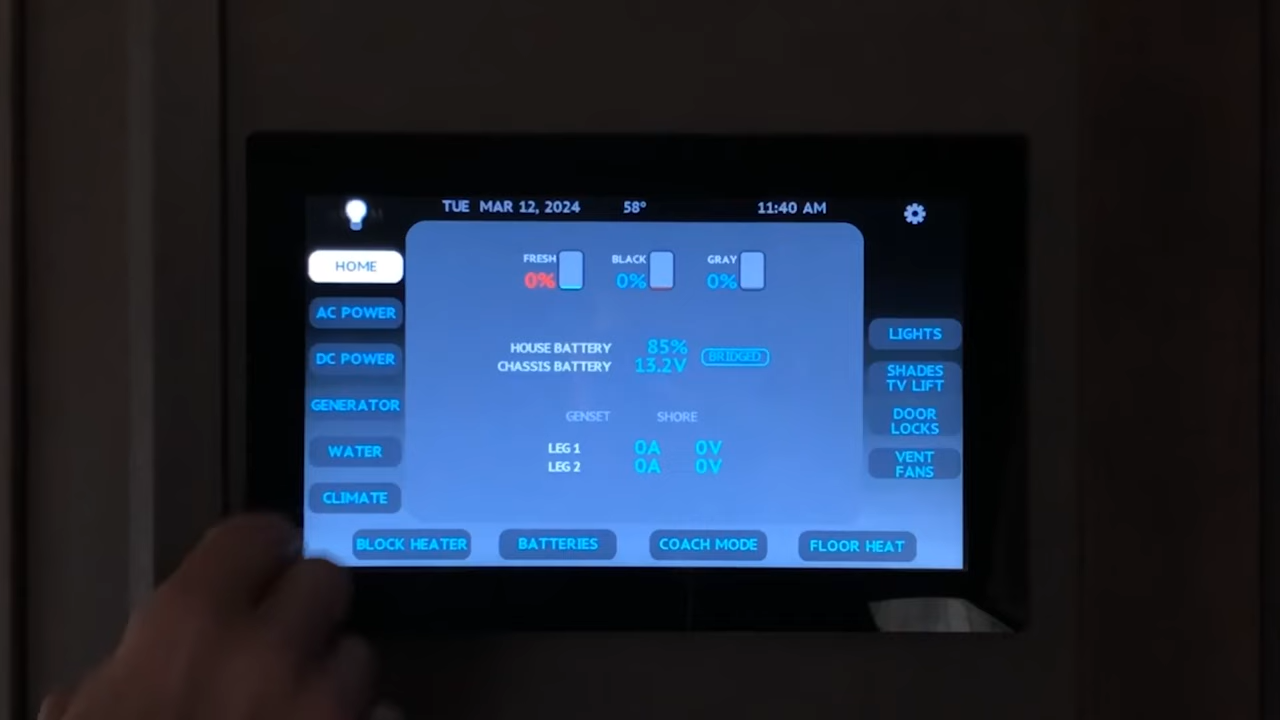 TUE MAR 12, 2024 58° 11:40 AM
HOME
AC POWER
DC POWER
GENERATOR
WATER
CLIMATE
FRESH
0%
BLACK
0%
GRAY
0%
HOUSE BATTERY 85%
CHASSIS BATTERY 13.2V
BRIDGED
GENSET SHORE
LEG 1 0A 0V
LEG 2 0A 0V
LIGHTS
SHADES
TV LIFT
DOOR
LOCKS
VENT
FANS
BLOCK HEATER
BATTERIES
COACH MODE
FLOOR HEAT